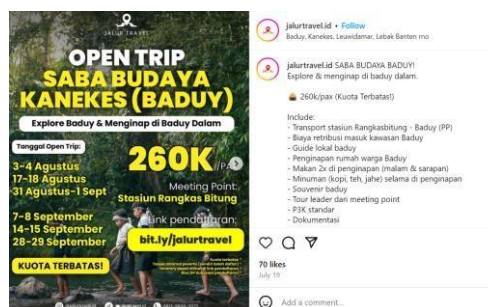 JALUR TRAVEL
OPEN TRIP
SABA BUDAYA
KANEKES (BADUY)
Explore Baduy & Menginap di Baduy Dalam
Tanggal Open Trip:
3-4 Agustus
17-18 Agustus
31 Agustus-1 Sept
7-8 September
14-15 September
28-29 September
KUOTA TERBATAS!
260K
Meeting Point:
Stasiun Rangkas Bitung
Link pendaftaran:
bit.ly/jalurtravel
jalurtravel.id • Follow
Baduy, Kanekes, Leuwidamar, Lebak Banten
jalurtravel.id SABA BUDAYA BADUY!
Explore & menginap di baduy dalam.
260k/pax (Kuota Terbatas!)
Include:
- Transport stasiun Rangkasbitung - Baduy (PP)
- Biaya retribusi masuk kawasan Baduy
- Guide lokal baduy
- Penginapan rumah warga Baduy
- Makan 2x di penginapan (malam & sarapan)
- Minuman (kopi, teh, jahe) selama di penginapan
- Souvenir baduy
- Tour leader dari meeting point
- P3K standar
- Dokumentasi
70 likes
July 19
Add a comment...